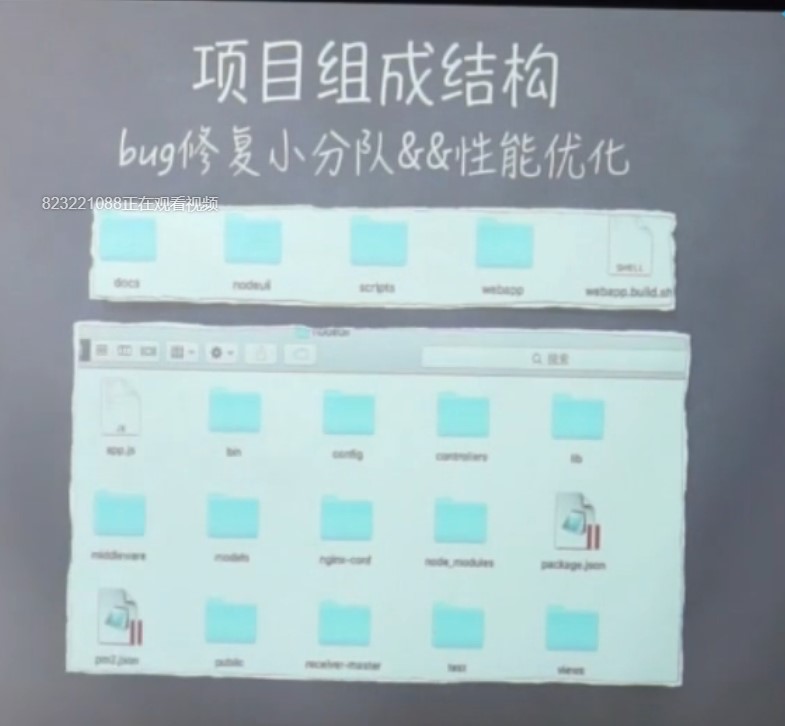 项目组成结构
bug修复小分队&&性能优化
823221088正在观看视频
docs nodeuii scripts webapp webapp.build.sh
SHELL
搜索
JS
app.js bin config controllers lib
middleware models nginx-conf node_modules package.json
pm2.json public receiver-master test views